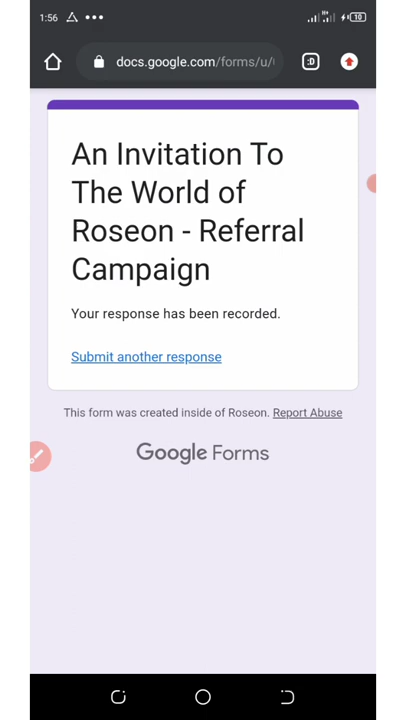 1:56
10
docs.google.com/forms/u/
:D
An Invitation To
The World of
Roseon - Referral
Campaign
Your response has been recorded.
Submit another response
This form was created inside of Roseon. Report Abuse
Google Forms